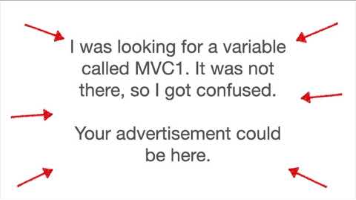 I was looking for a variable
called MVC1. It was not
there, so I got confused.
Your advertisement could
be here.